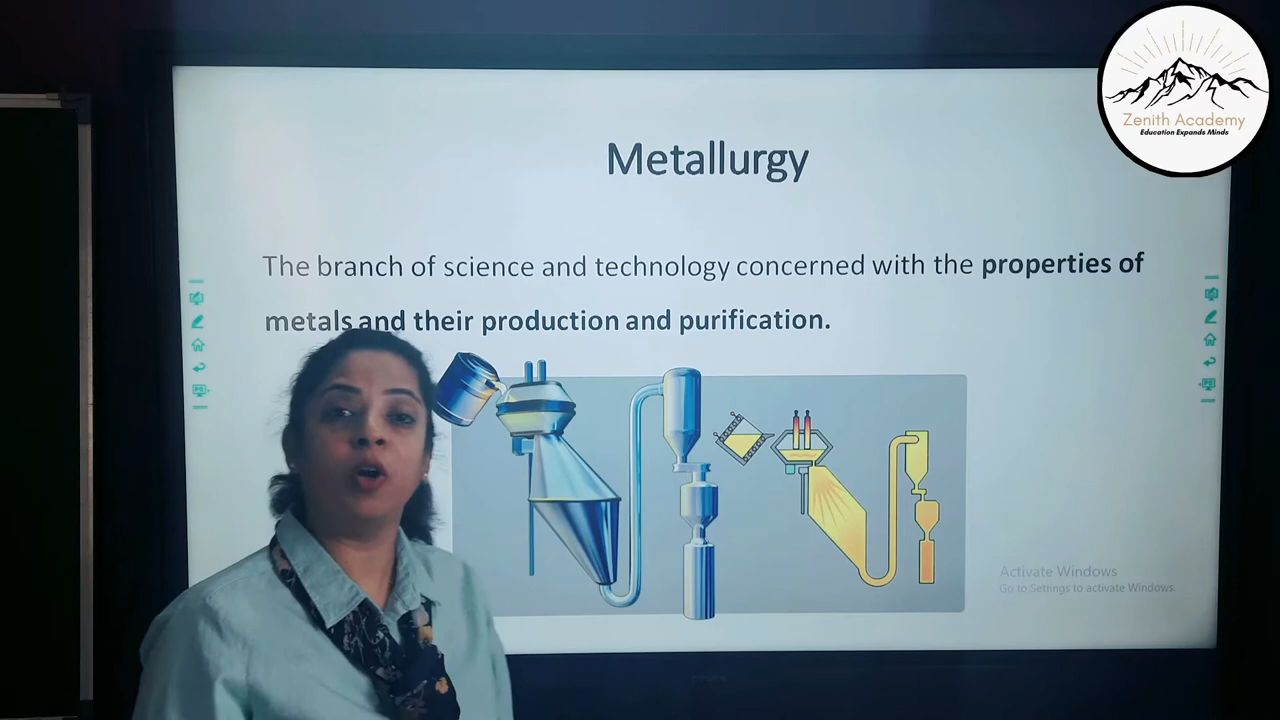 Zenith Academy
Education Expands Minds
Metallurgy
The branch of science and technology concerned with the properties of
metals and their production and purification.
Activate Windows
Go to Settings to activate Windows.